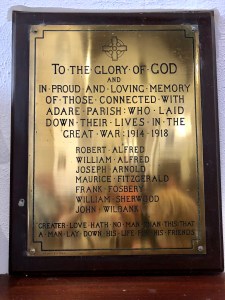 TO·THE·GLORY·OF·GOD
AND
IN·PROUD·AND·LOVING·MEMORY
OF·THOSE·CONNECTED·WITH
ADARE·PARISH·WHO·LAID
DOWN·THEIR·LIVES·IN·THE
GREAT·WAR:1914-1918
ROBERT·ALFRED
WILLIAM·ALFRED
JOSEPH·ARNOLD
MAURICE·FITZGERALD
FRANK·FOSBERY
WILLIAM·SHERWOOD
JOHN·WILBANK
GREATER·LOVE·HATH·NO·MAN·THAN·THIS·THAT
A·MAN·LAY·DOWN·HIS·LIFE·FOR·HIS·FRIENDS